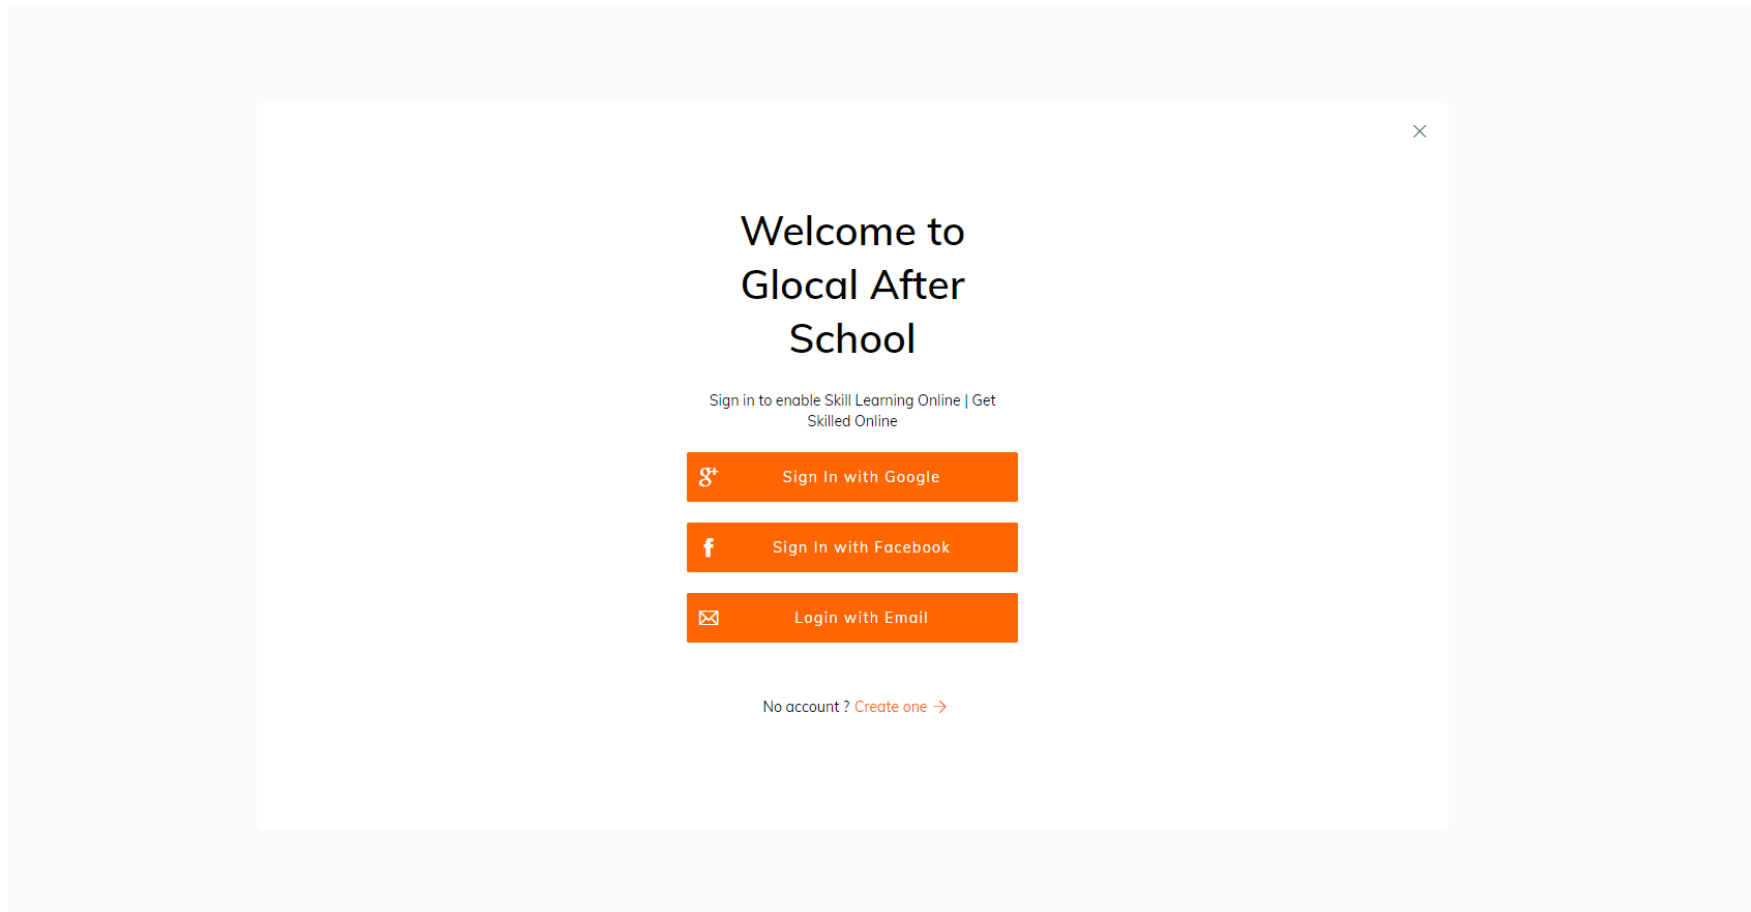 Welcome to
Glocal After
School
Sign in to enable Skill Learning Online | Get
Skilled Online
g+ Sign In with Google
f Sign In with Facebook
Login with Email
No account ? Create one →